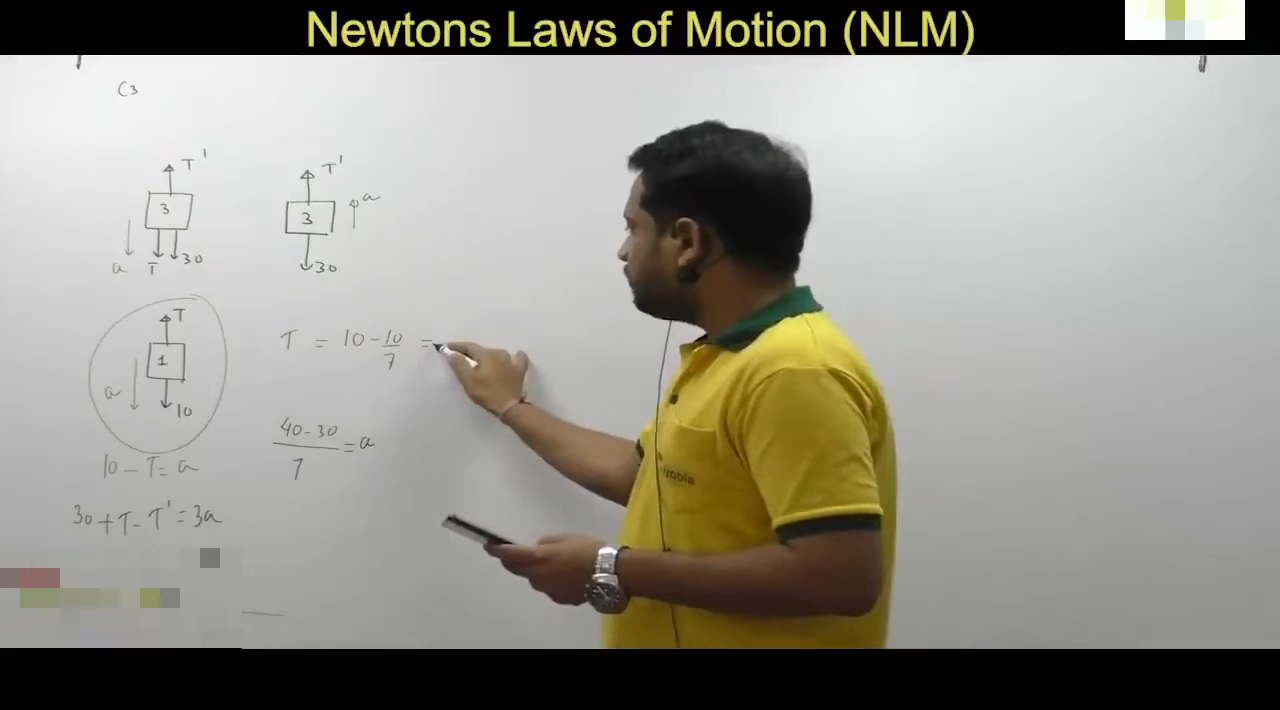 Newtons Laws of Motion (NLM)
C3
T'
3
a
T
30
T'
3
a
30
T
1
a
10
T = 10 - 10/7 =
40 - 30 / 7 = a
10 - T = a
30 + T - T' = 3a